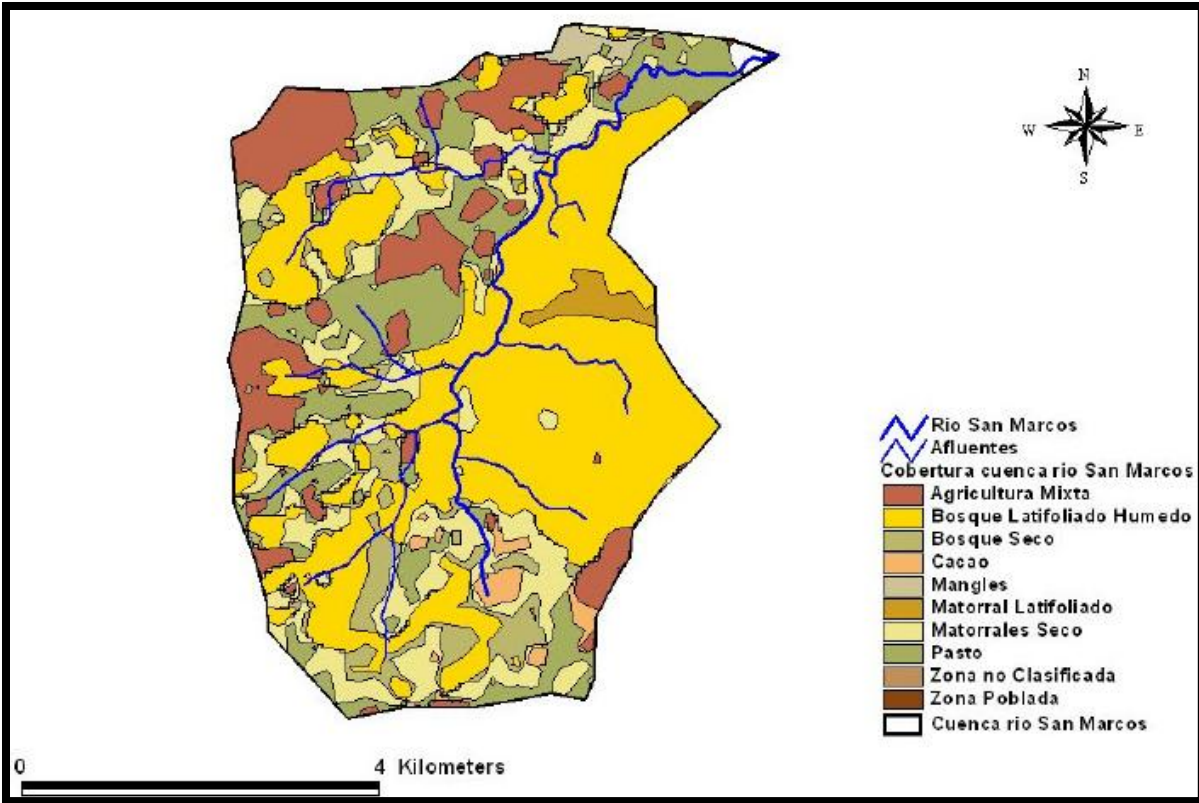 N
W E
S
Rio San Marcos
Afluentes
Cobertura cuenca rio San Marcos
Agricultura Mixta
Bosque Latifoliado Humedo
Bosque Seco
Cacao
Mangles
Matorral Latifoliado
Matorrales Seco
Pasto
Zona no Clasificada
Zona Poblada
Cuenca rio San Marcos
0 4 Kilometers